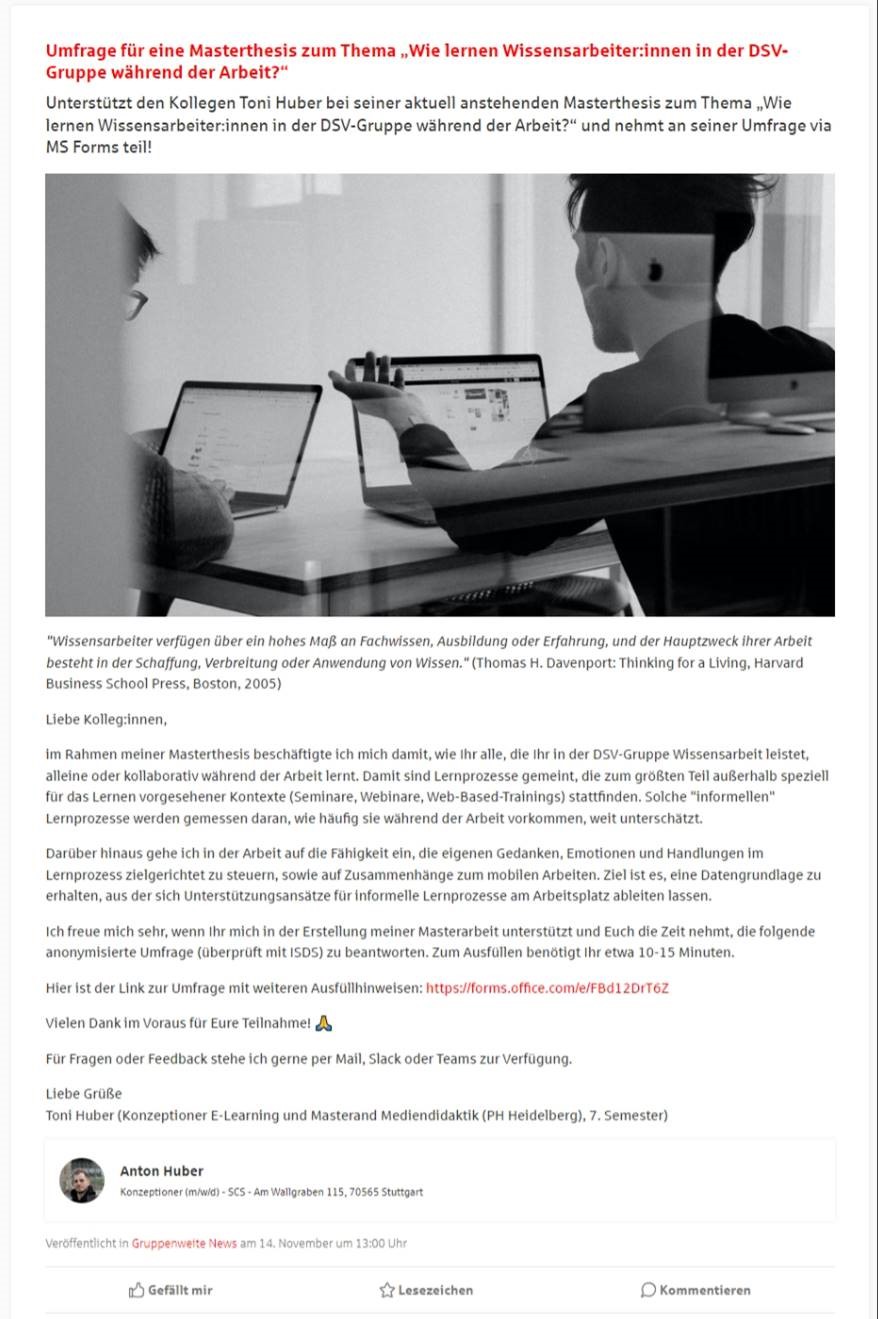 Umfrage für eine Masterthesis zum Thema „Wie lernen Wissensarbeiter:innen in der DSV-
Gruppe während der Arbeit?“
Unterstützt den Kollegen Toni Huber bei seiner aktuell anstehenden Masterthesis zum Thema „Wie
lernen Wissensarbeiter:innen in der DSV-Gruppe während der Arbeit?“ und nehmt an seiner Umfrage via
MS Forms teil!
"Wissensarbeiter verfügen über ein hohes Maß an Fachwissen, Ausbildung oder Erfahrung, und der Hauptzweck ihrer Arbeit
besteht in der Schaffung, Verbreitung oder Anwendung von Wissen." (Thomas H. Davenport: Thinking for a Living, Harvard
Business School Press, Boston, 2005)
Liebe Kolleg:innen,
im Rahmen meiner Masterthesis beschäftigte ich mich damit, wie Ihr alle, die Ihr in der DSV-Gruppe Wissensarbeit leistet,
alleine oder kollaborativ während der Arbeit lernt. Damit sind Lernprozesse gemeint, die zum größten Teil außerhalb speziell
für das Lernen vorgesehener Kontexte (Seminare, Webinare, Web-Based-Trainings) stattfinden. Solche "informellen"
Lernprozesse werden gemessen daran, wie häufig sie während der Arbeit vorkommen, weit unterschätzt.
Darüber hinaus gehe ich in der Arbeit auf die Fähigkeit ein, die eigenen Gedanken, Emotionen und Handlungen im
Lernprozess zielgerichtet zu steuern, sowie auf Zusammenhänge zum mobilen Arbeiten. Ziel ist es, eine Datengrundlage zu
erhalten, aus der sich Unterstützungsansätze für informelle Lernprozesse am Arbeitsplatz ableiten lassen.
Ich freue mich sehr, wenn Ihr mich in der Erstellung meiner Masterarbeit unterstützt und Euch die Zeit nehmt, die folgende
anonymisierte Umfrage (überprüft mit ISDS) zu beantworten. Zum Ausfüllen benötigt Ihr etwa 10-15 Minuten.
Hier ist der Link zur Umfrage mit weiteren Ausfüllhinweisen: https://forms.office.com/e/FBd12DrT6Z
Vielen Dank im Voraus für Eure Teilnahme! 🙏
Für Fragen oder Feedback stehe ich gerne per Mail, Slack oder Teams zur Verfügung.
Liebe Grüße
Toni Huber (Konzeptioner E-Learning und Masterand Mediendidaktik (PH Heidelberg), 7. Semester)
Anton Huber
Konzeptioner (m/w/d) - SCS - Am Wallgraben 115, 70565 Stuttgart
Veröffentlicht in Gruppenweite News am 14. November um 13:00 Uhr
Gefällt mir Lesezeichen Kommentieren